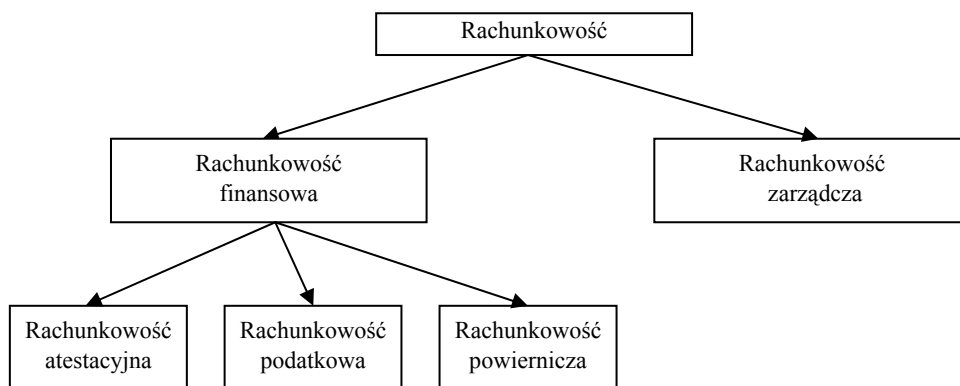 Rachunkowość
Rachunkowość
finansowa
Rachunkowość
zarządcza
Rachunkowość
atestacyjna
Rachunkowość
podatkowa
Rachunkowość
powiernicza